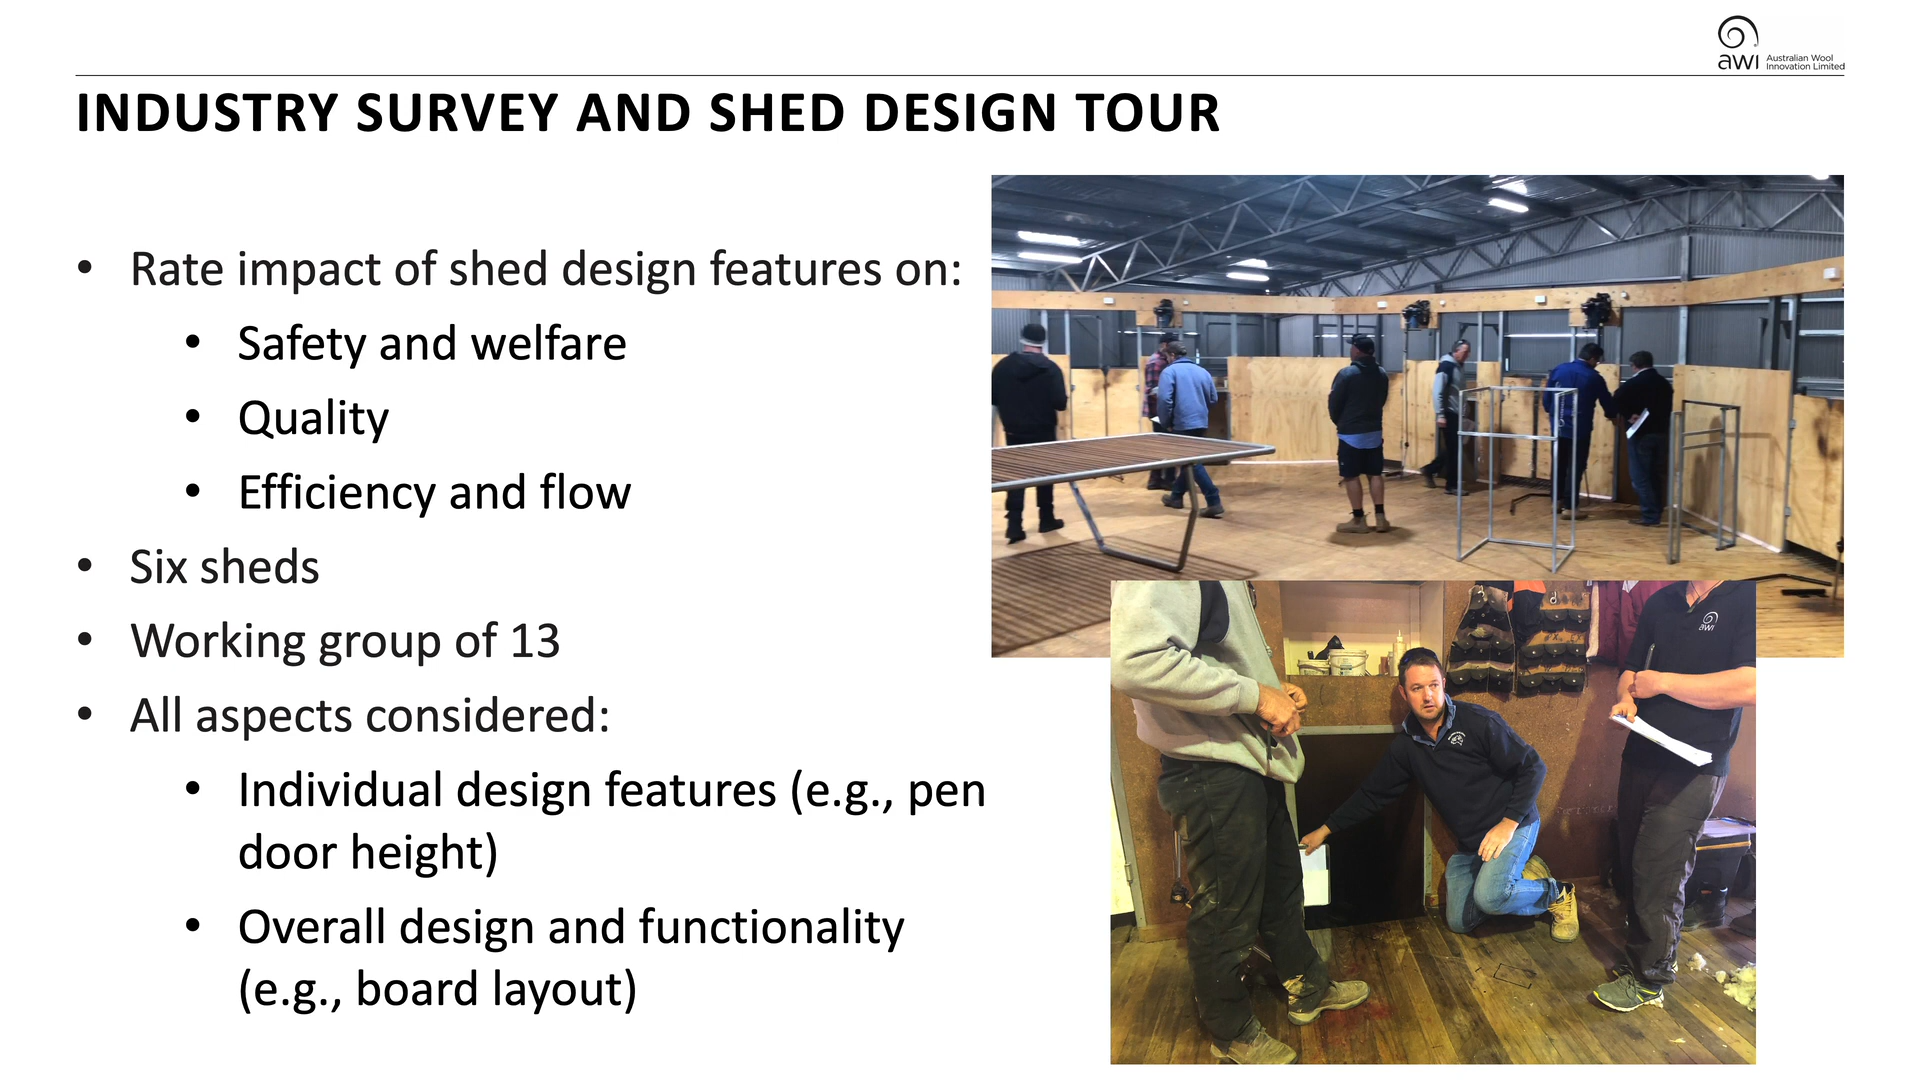 awi Australian Wool
Innovation Limited
INDUSTRY SURVEY AND SHED DESIGN TOUR
• Rate impact of shed design features on:
• Safety and welfare
• Quality
• Efficiency and flow
• Six sheds
• Working group of 13
• All aspects considered:
• Individual design features (e.g., pen
door height)
• Overall design and functionality
(e.g., board layout)
awi